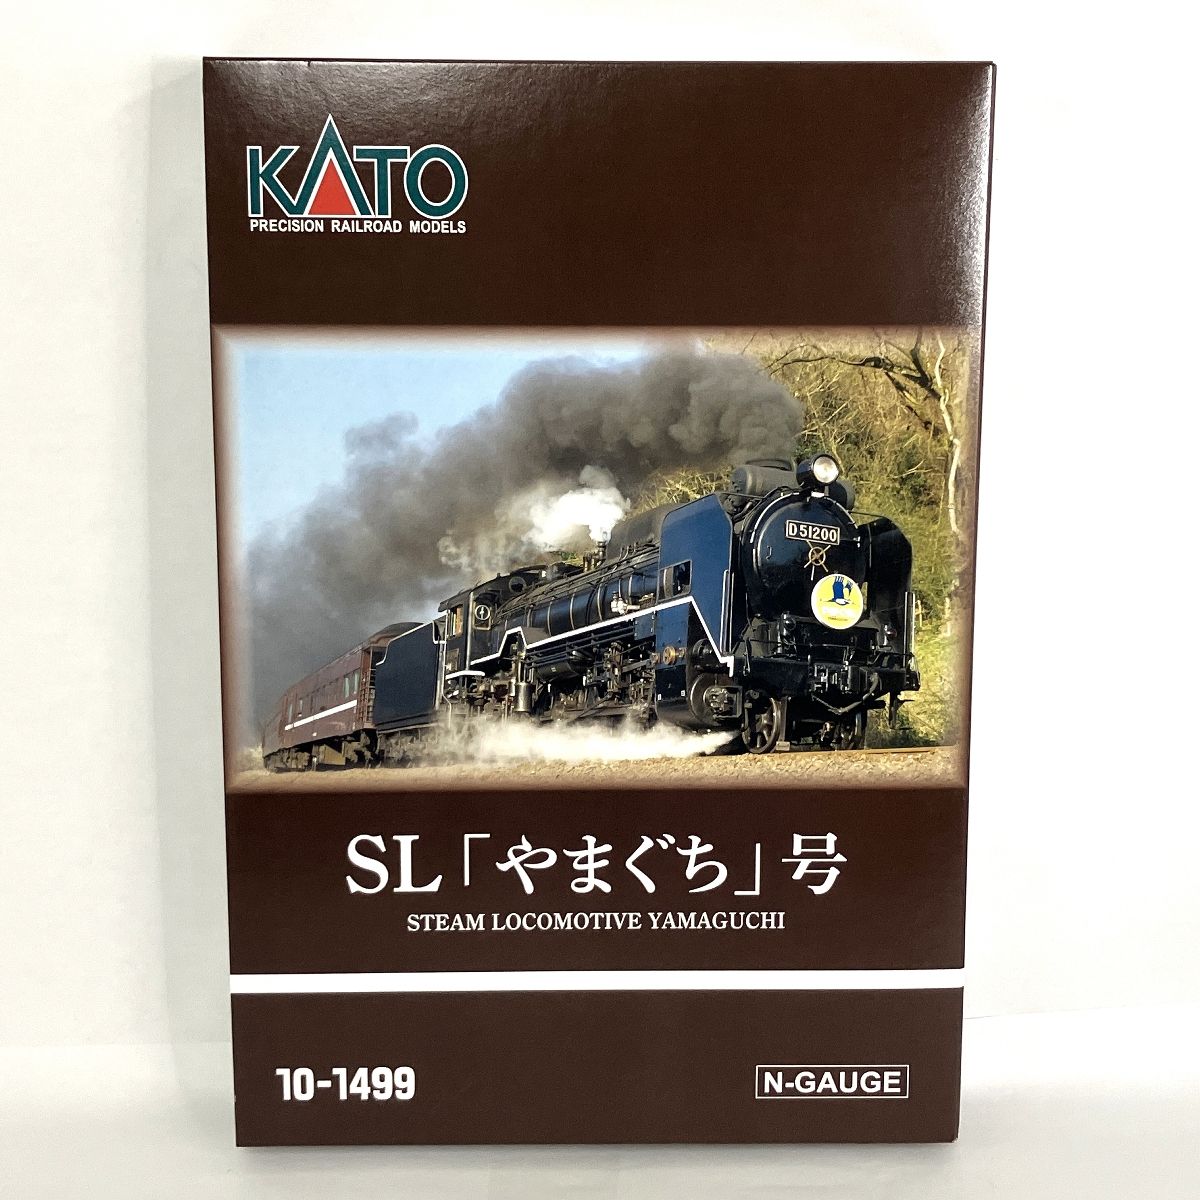 KATO
PRECISION RAILROAD MODELS
D51200
SL「やまぐち」号
STEAM LOCOMOTIVE YAMAGUCHI
10-1499
N-GAUGE